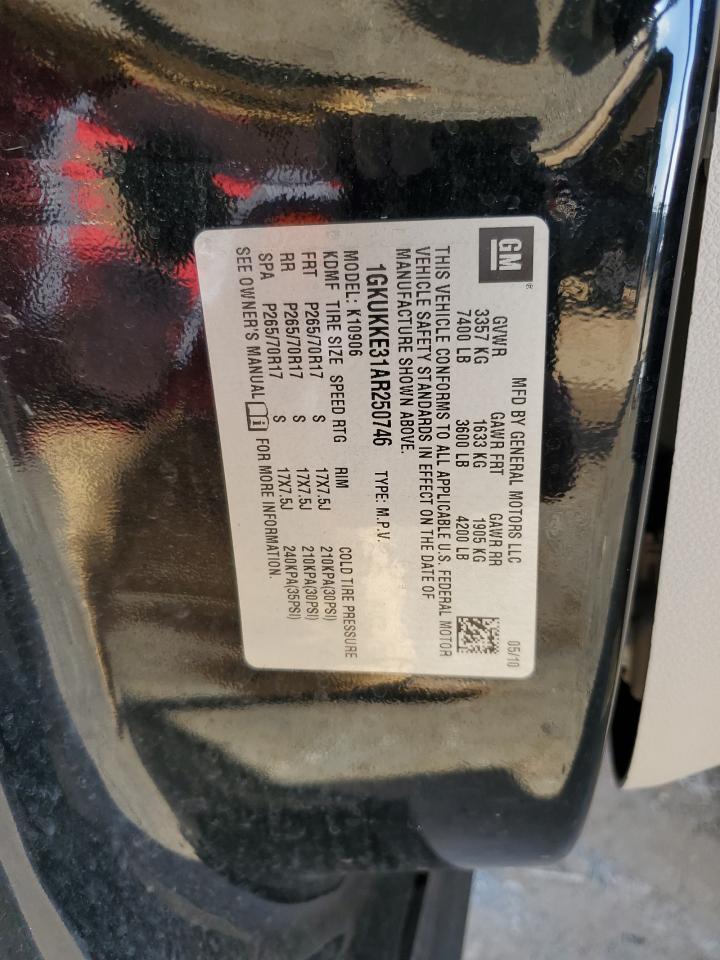 GM®
MFD BY GENERAL MOTORS LLC 05/10
GVWR GAWR FRT GAWR RR
3357 KG 1633 KG 1905 KG
7400 LB 3600 LB 4200 LB
THIS VEHICLE CONFORMS TO ALL APPLICABLE U.S. FEDERAL MOTOR
VEHICLE SAFETY STANDARDS IN EFFECT ON THE DATE OF
MANUFACTURE SHOWN ABOVE.
1GKUKKE31AR250746 TYPE: M.P.V.
MODEL: K10906
KDMF TIRE SIZE SPEED RTG RIM COLD TIRE PRESSURE
FRT P265/70R17 S 17X7.5J 210KPA(30PSI)
RR P265/70R17 S 17X7.5J 210KPA(30PSI)
SPA P265/70R17 S 17X7.5J 240KPA(35PSI)
SEE OWNER'S MANUAL i FOR MORE INFORMATION.